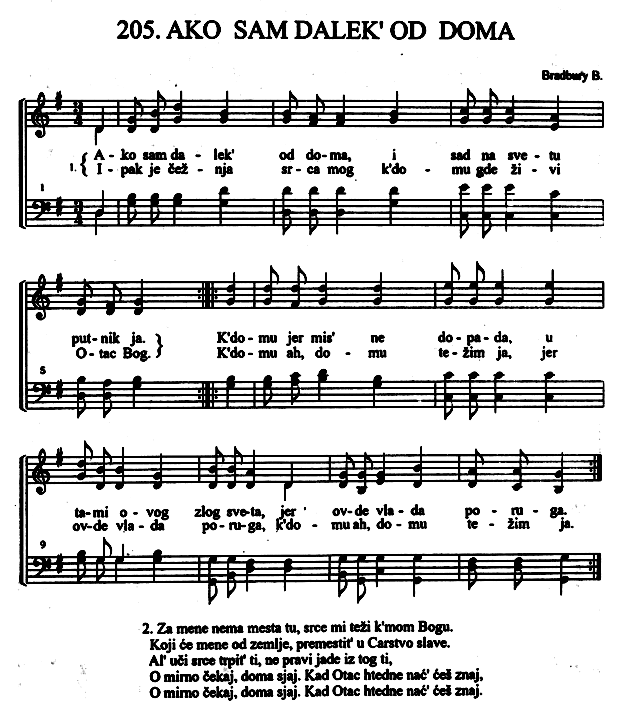 205. AKO SAM DALEK' OD DOMA
Bradbury B.
A - ko sam da - lek' od do - ma, i sad na sve - tu
1. I - pak je čež - nja sr - ca mog k'do - mu gde ži - vi
1
put - nik ja. K'do - mu jer mis' ne do - pa - da, u
O - tac Bog. K'do - mu ah, do - mu te - žim ja, jer
5
ta - mi o - vog zlog sve - ta, jer ov - de vla - da po - ru - ga.
ov - de vla - da po - ru - ga, k'do - mu ah, do - mu te - žim ja.
9
2. Za mene nema mesta tu, srce mi teži k'mom Bogu.
Koji će mene od zemlje, premestit' u Carstvo slave.
Al' uči srce trpit' ti, ne pravi jade iz tog ti,
O mirno čekaj, doma sjaj. Kad Otac htedne nać' ćeš znaj,
O mirno čekaj, doma sjaj. Kad Otac htedne nać' ćeš znaj.